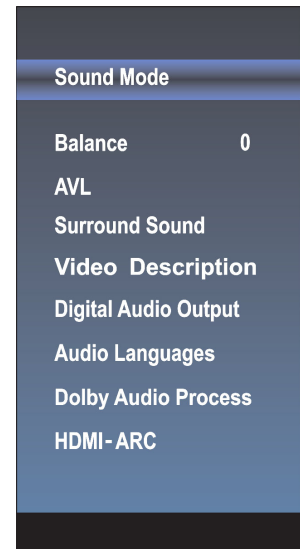 Sound Mode
Balance 0
AVL
Surround Sound
Video Description
Digital Audio Output
Audio Languages
Dolby Audio Process
HDMI-ARC